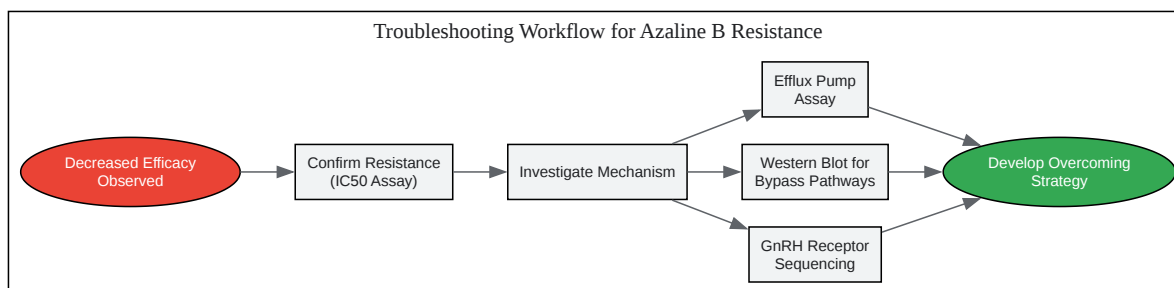 Troubleshooting Workflow for Azaline B Resistance
Decreased Efficacy
Observed
Confirm Resistance
(IC50 Assay)
Investigate Mechanism
Efflux Pump
Assay
Western Blot for
Bypass Pathways
GnRH Receptor
Sequencing
Develop Overcoming
Strategy